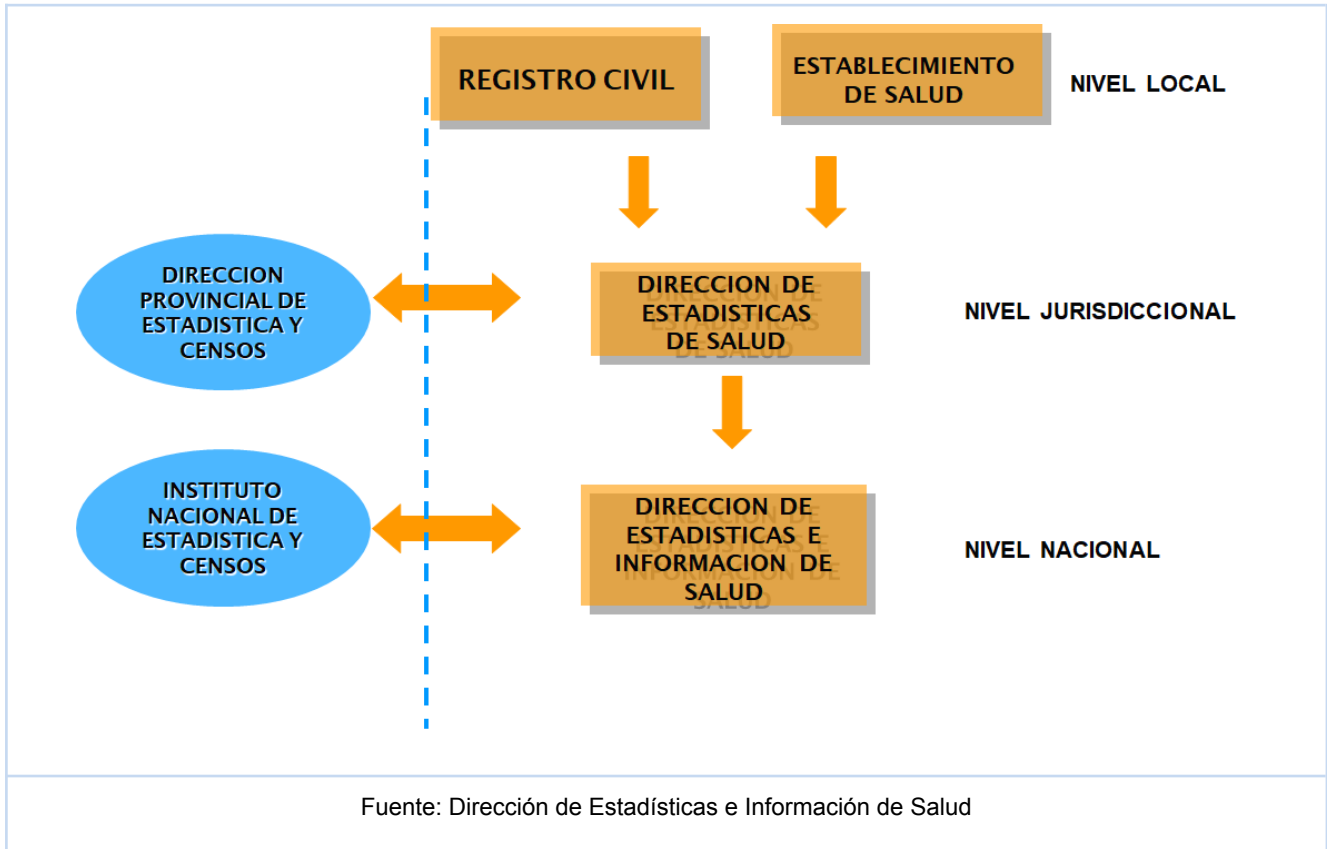 REGISTRO CIVIL
ESTABLECIMIENTO
DE SALUD
NIVEL LOCAL
DIRECCION
PROVINCIAL DE
ESTADISTICA Y
CENSOS
DIRECCION DE
ESTADISTICAS
DE SALUD
NIVEL JURISDICCIONAL
INSTITUTO
NACIONAL DE
ESTADISTICA Y
CENSOS
DIRECCION DE
ESTADISTICAS E
INFORMACION DE
SALUD
NIVEL NACIONAL
Fuente: Dirección de Estadísticas e Información de Salud